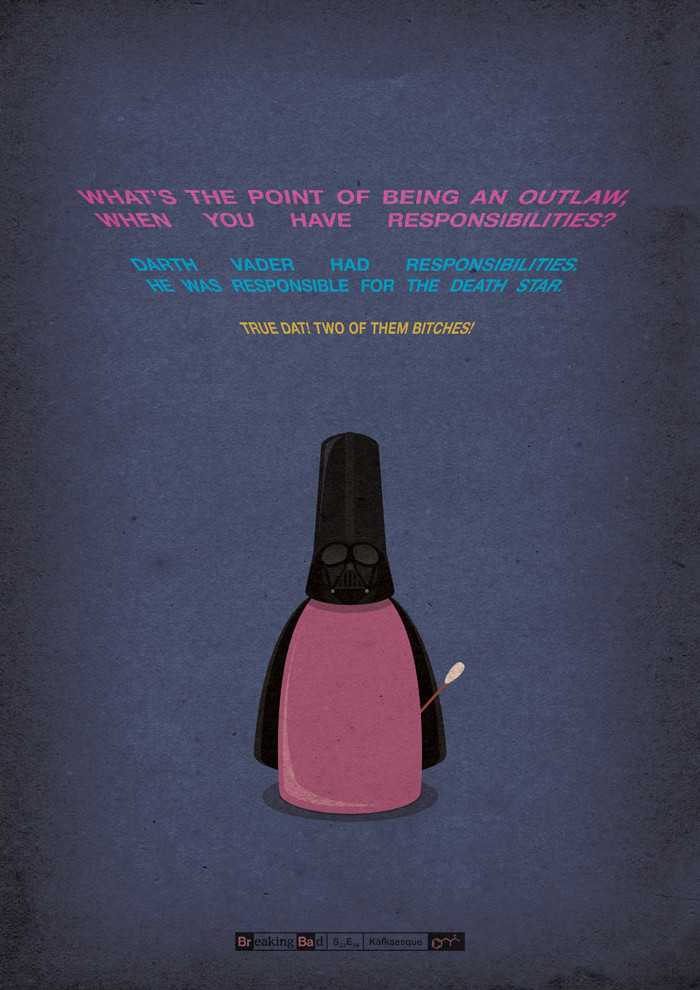 WHAT'S THE POINT OF BEING AN OUTLAW,
WHEN YOU HAVE RESPONSIBILITIES?
DARTH VADER HAD RESPONSIBILITIES.
HE WAS RESPONSIBLE FOR THE DEATH STAR.
TRUE DAT! TWO OF THEM BITCHES!
Breaking Bad S03E09 Kafkaesque